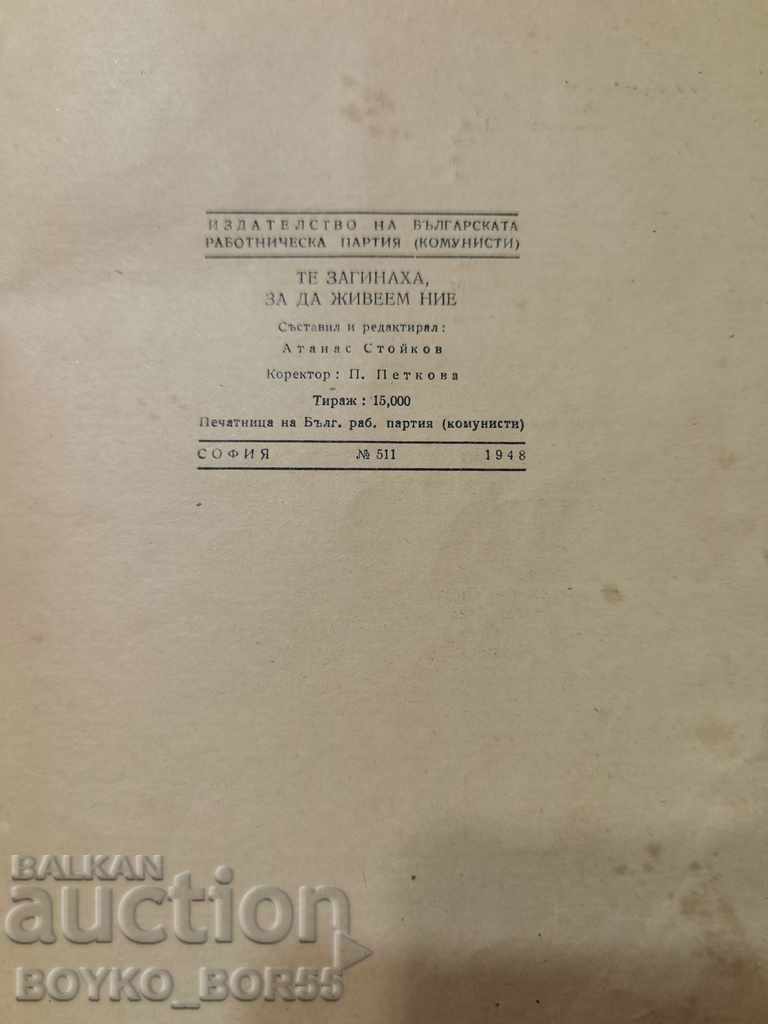 ИЗДАТЕЛСТВО НА БЪЛГАРСКАТА
РАБОТНИЧЕСКА ПАРТИЯ (КОМУНИСТИ)
ТЕ ЗАГИНАХА,
ЗА ДА ЖИВЕЕМ НИЕ
Съставил и редактирал:
Атанас Стойков
Коректор: П. Петкова
Тираж: 15,000
Печатница на Бълг. раб. партия (комунисти)
СОФИЯ № 511 1948
BALKAN
auction
BOYKO_BOR55